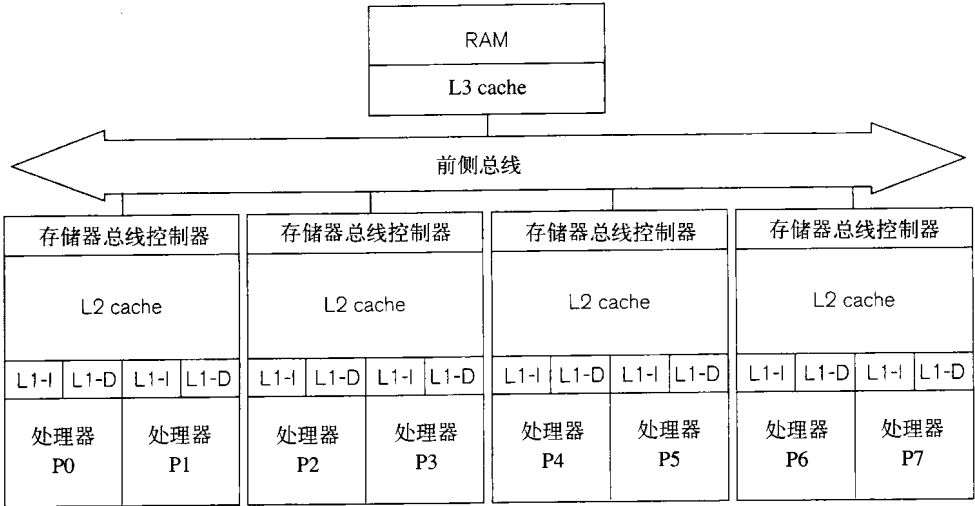 RAM
L3 cache
前侧总线
存储器总线控制器
存储器总线控制器
存储器总线控制器
存储器总线控制器
L2 cache
L2 cache
L2 cache
L2 cache
L1-I L1-D L1-I L1-D
L1-I L1-D L1-I L1-D
L1-I L1-D L1-I L1-D
L1-I L1-D L1-I L1-D
处理器
P0
处理器
P1
处理器
P2
处理器
P3
处理器
P4
处理器
P5
处理器
P6
处理器
P7